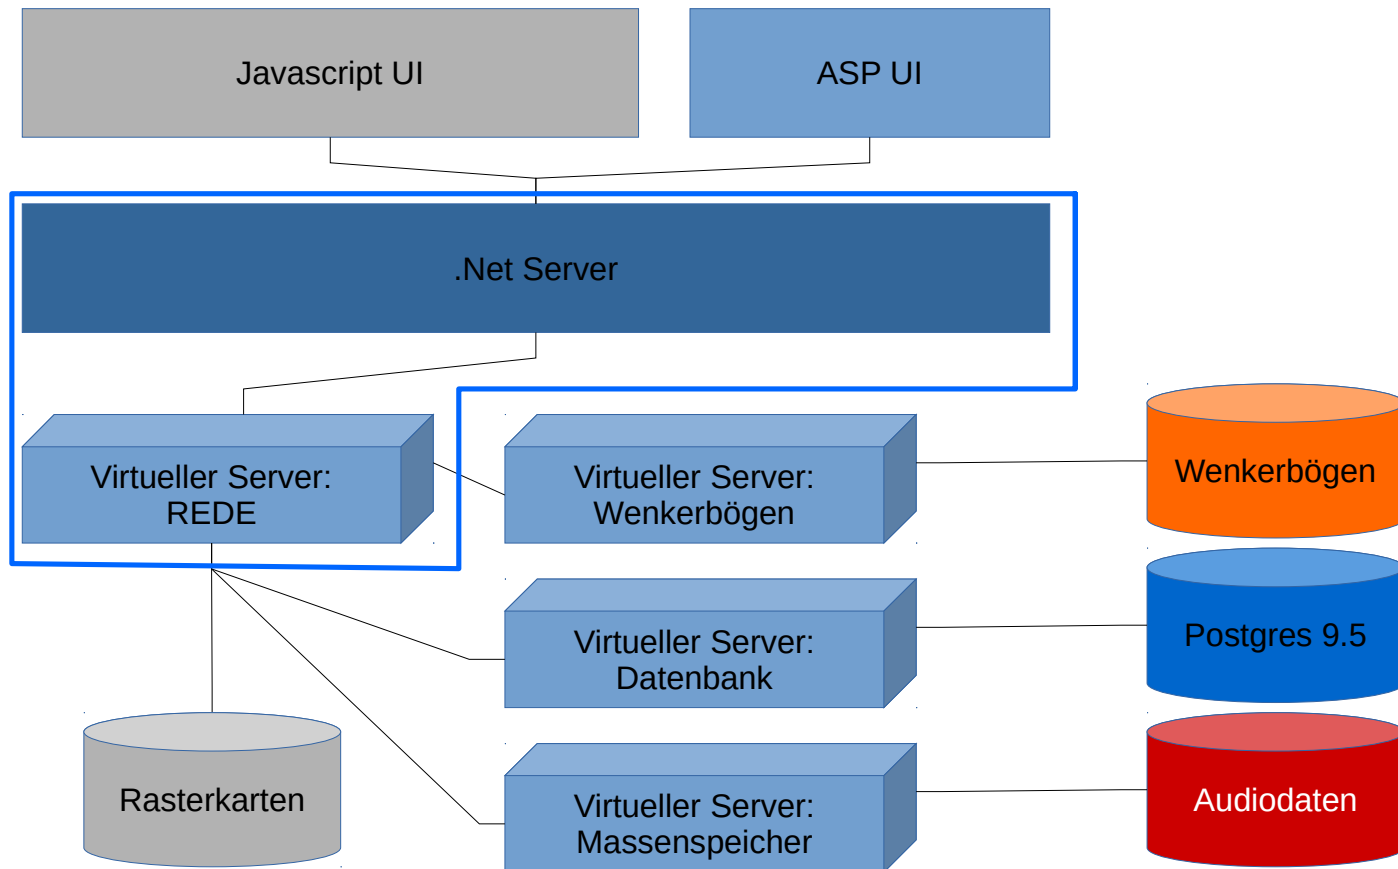 Javascript UI
ASP UI
.Net Server
Virtueller Server:
REDE
Virtueller Server:
Wenkerbögen
Wenkerbögen
Virtueller Server:
Datenbank
Postgres 9.5
Rasterkarten
Virtueller Server:
Massenspeicher
Audiodaten